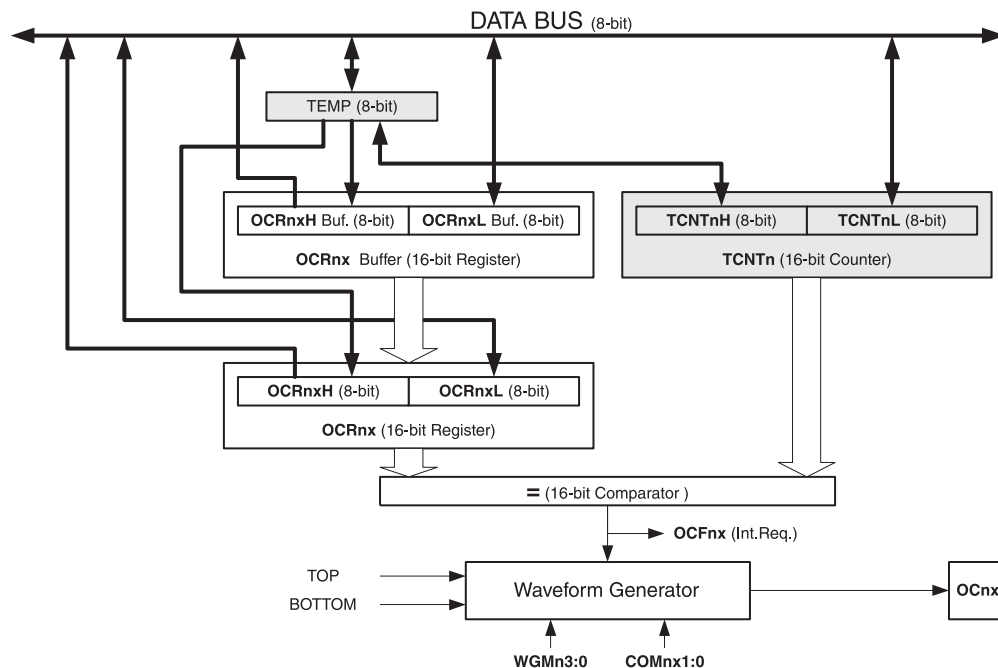 DATA BUS (8-bit)
TEMP (8-bit)
OCRnxH Buf. (8-bit) OCRnxL Buf. (8-bit)
OCRnx Buffer (16-bit Register)
TCNTnH (8-bit) TCNTnL (8-bit)
TCNTn (16-bit Counter)
OCRnxH (8-bit) OCRnxL (8-bit)
OCRnx (16-bit Register)
= (16-bit Comparator )
OCFnx (Int.Req.)
TOP
BOTTOM
Waveform Generator
OCnx
WGMn3:0 COMnx1:0